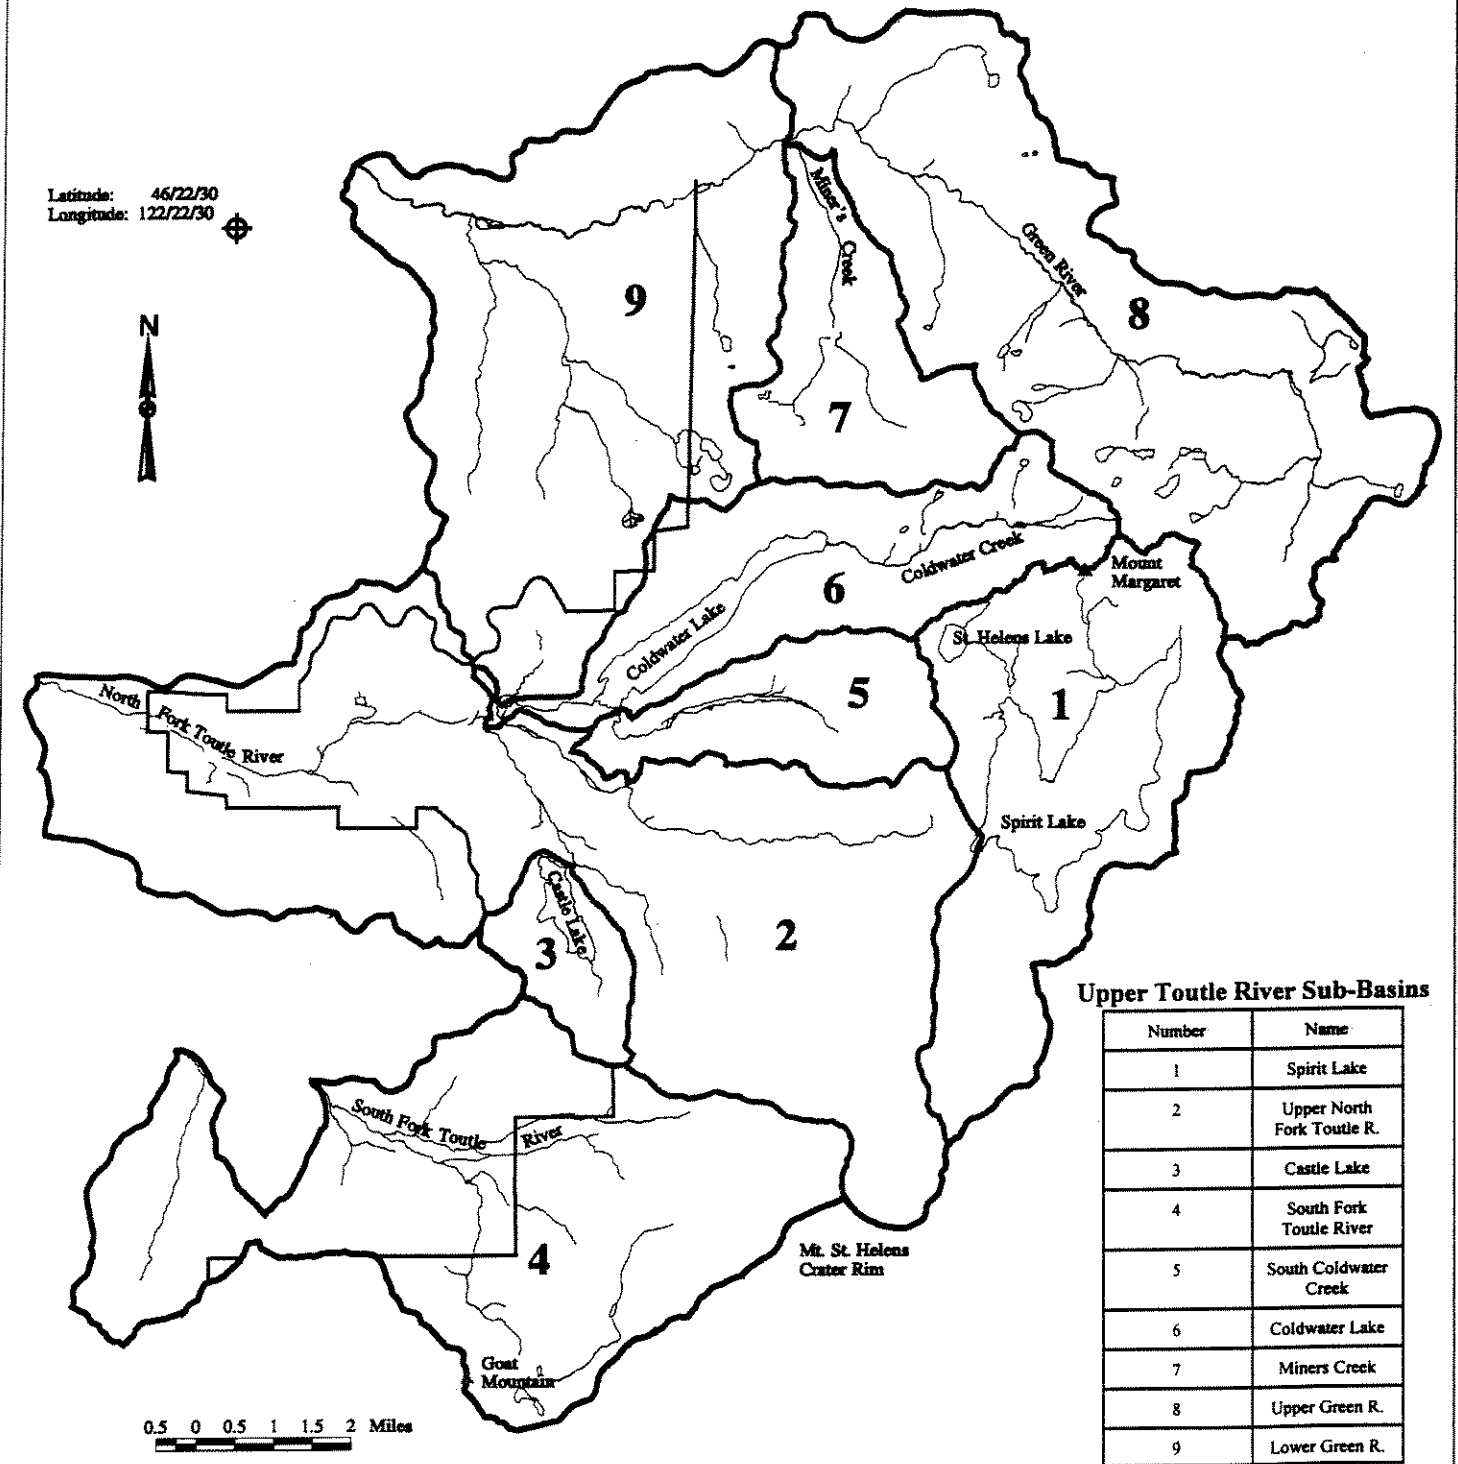 Latitude: 46/22/30
Longitude: 122/22/30
N
Miner's
Creek
Green River
9
8
7
Coldwater Creek
Mount
Margaret
6
Coldwater Lake
St. Helens Lake
5
1
North Fork Toutle River
Spirit Lake
Castle Lake
3
2
South Fork Toutle River
4
Mt. St. Helens
Crater Rim
Goat
Mountain
0.5 0 0.5 1 1.5 2 Miles
Upper Toutle River Sub-Basins
Number Name
1 Spirit Lake
2 Upper North
Fork Toutle R.
3 Castle Lake
4 South Fork
Toutle River
5 South Coldwater
Creek
6 Coldwater Lake
7 Miners Creek
8 Upper Green R.
9 Lower Green R.